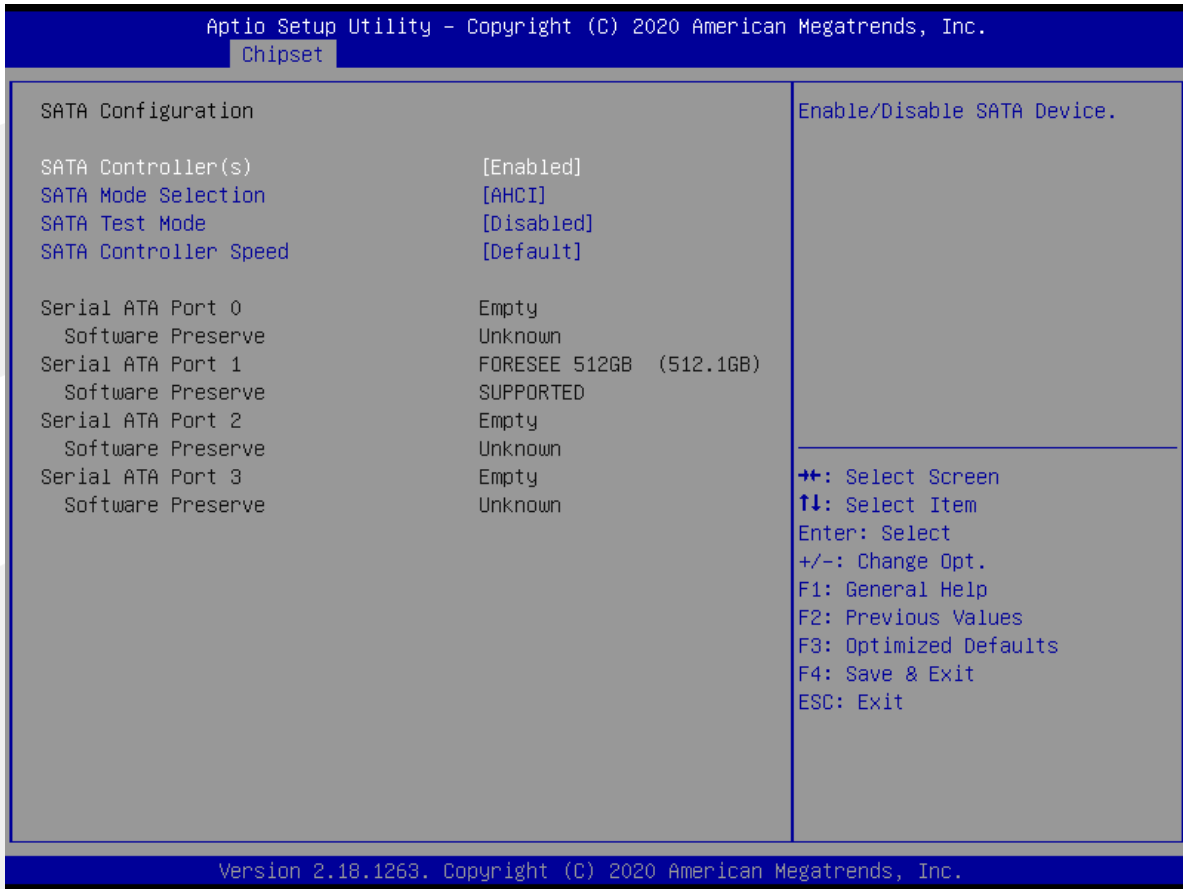 Aptio Setup Utility – Copyright (C) 2020 American Megatrends, Inc.
Chipset
SATA Configuration
SATA Controller(s) [Enabled]
SATA Mode Selection [AHCI]
SATA Test Mode [Disabled]
SATA Controller Speed [Default]
Serial ATA Port 0 Empty
Software Preserve Unknown
Serial ATA Port 1 FORESEE 512GB (512.1GB)
Software Preserve SUPPORTED
Serial ATA Port 2 Empty
Software Preserve Unknown
Serial ATA Port 3 Empty
Software Preserve Unknown
Enable/Disable SATA Device.
→←: Select Screen
↑↓: Select Item
Enter: Select
+/-: Change Opt.
F1: General Help
F2: Previous Values
F3: Optimized Defaults
F4: Save & Exit
ESC: Exit
Version 2.18.1263. Copyright (C) 2020 American Megatrends, Inc.